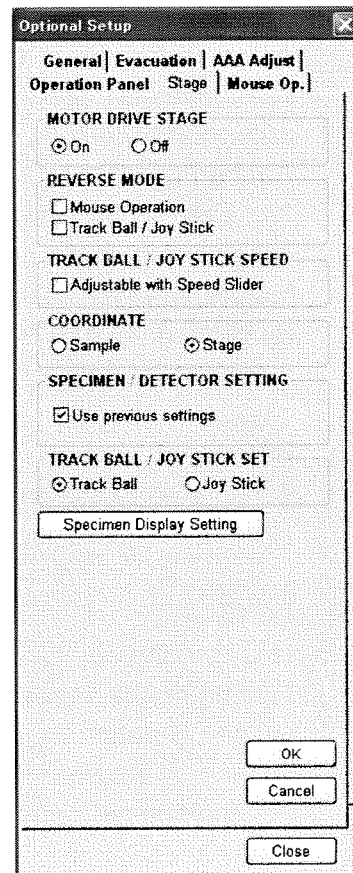 Optional Setup
General Evacuation AAA Adjust
Operation Panel Stage Mouse Op.
MOTOR DRIVE STAGE
On Off
REVERSE MODE
Mouse Operation
Track Ball / Joy Stick
TRACK BALL / JOY STICK SPEED
Adjustable with Speed Slider
COORDINATE
Sample Stage
SPECIMEN / DETECTOR SETTING
Use previous settings
TRACK BALL / JOY STICK SET
Track Ball Joy Stick
Specimen Display Setting
OK
Cancel
Close